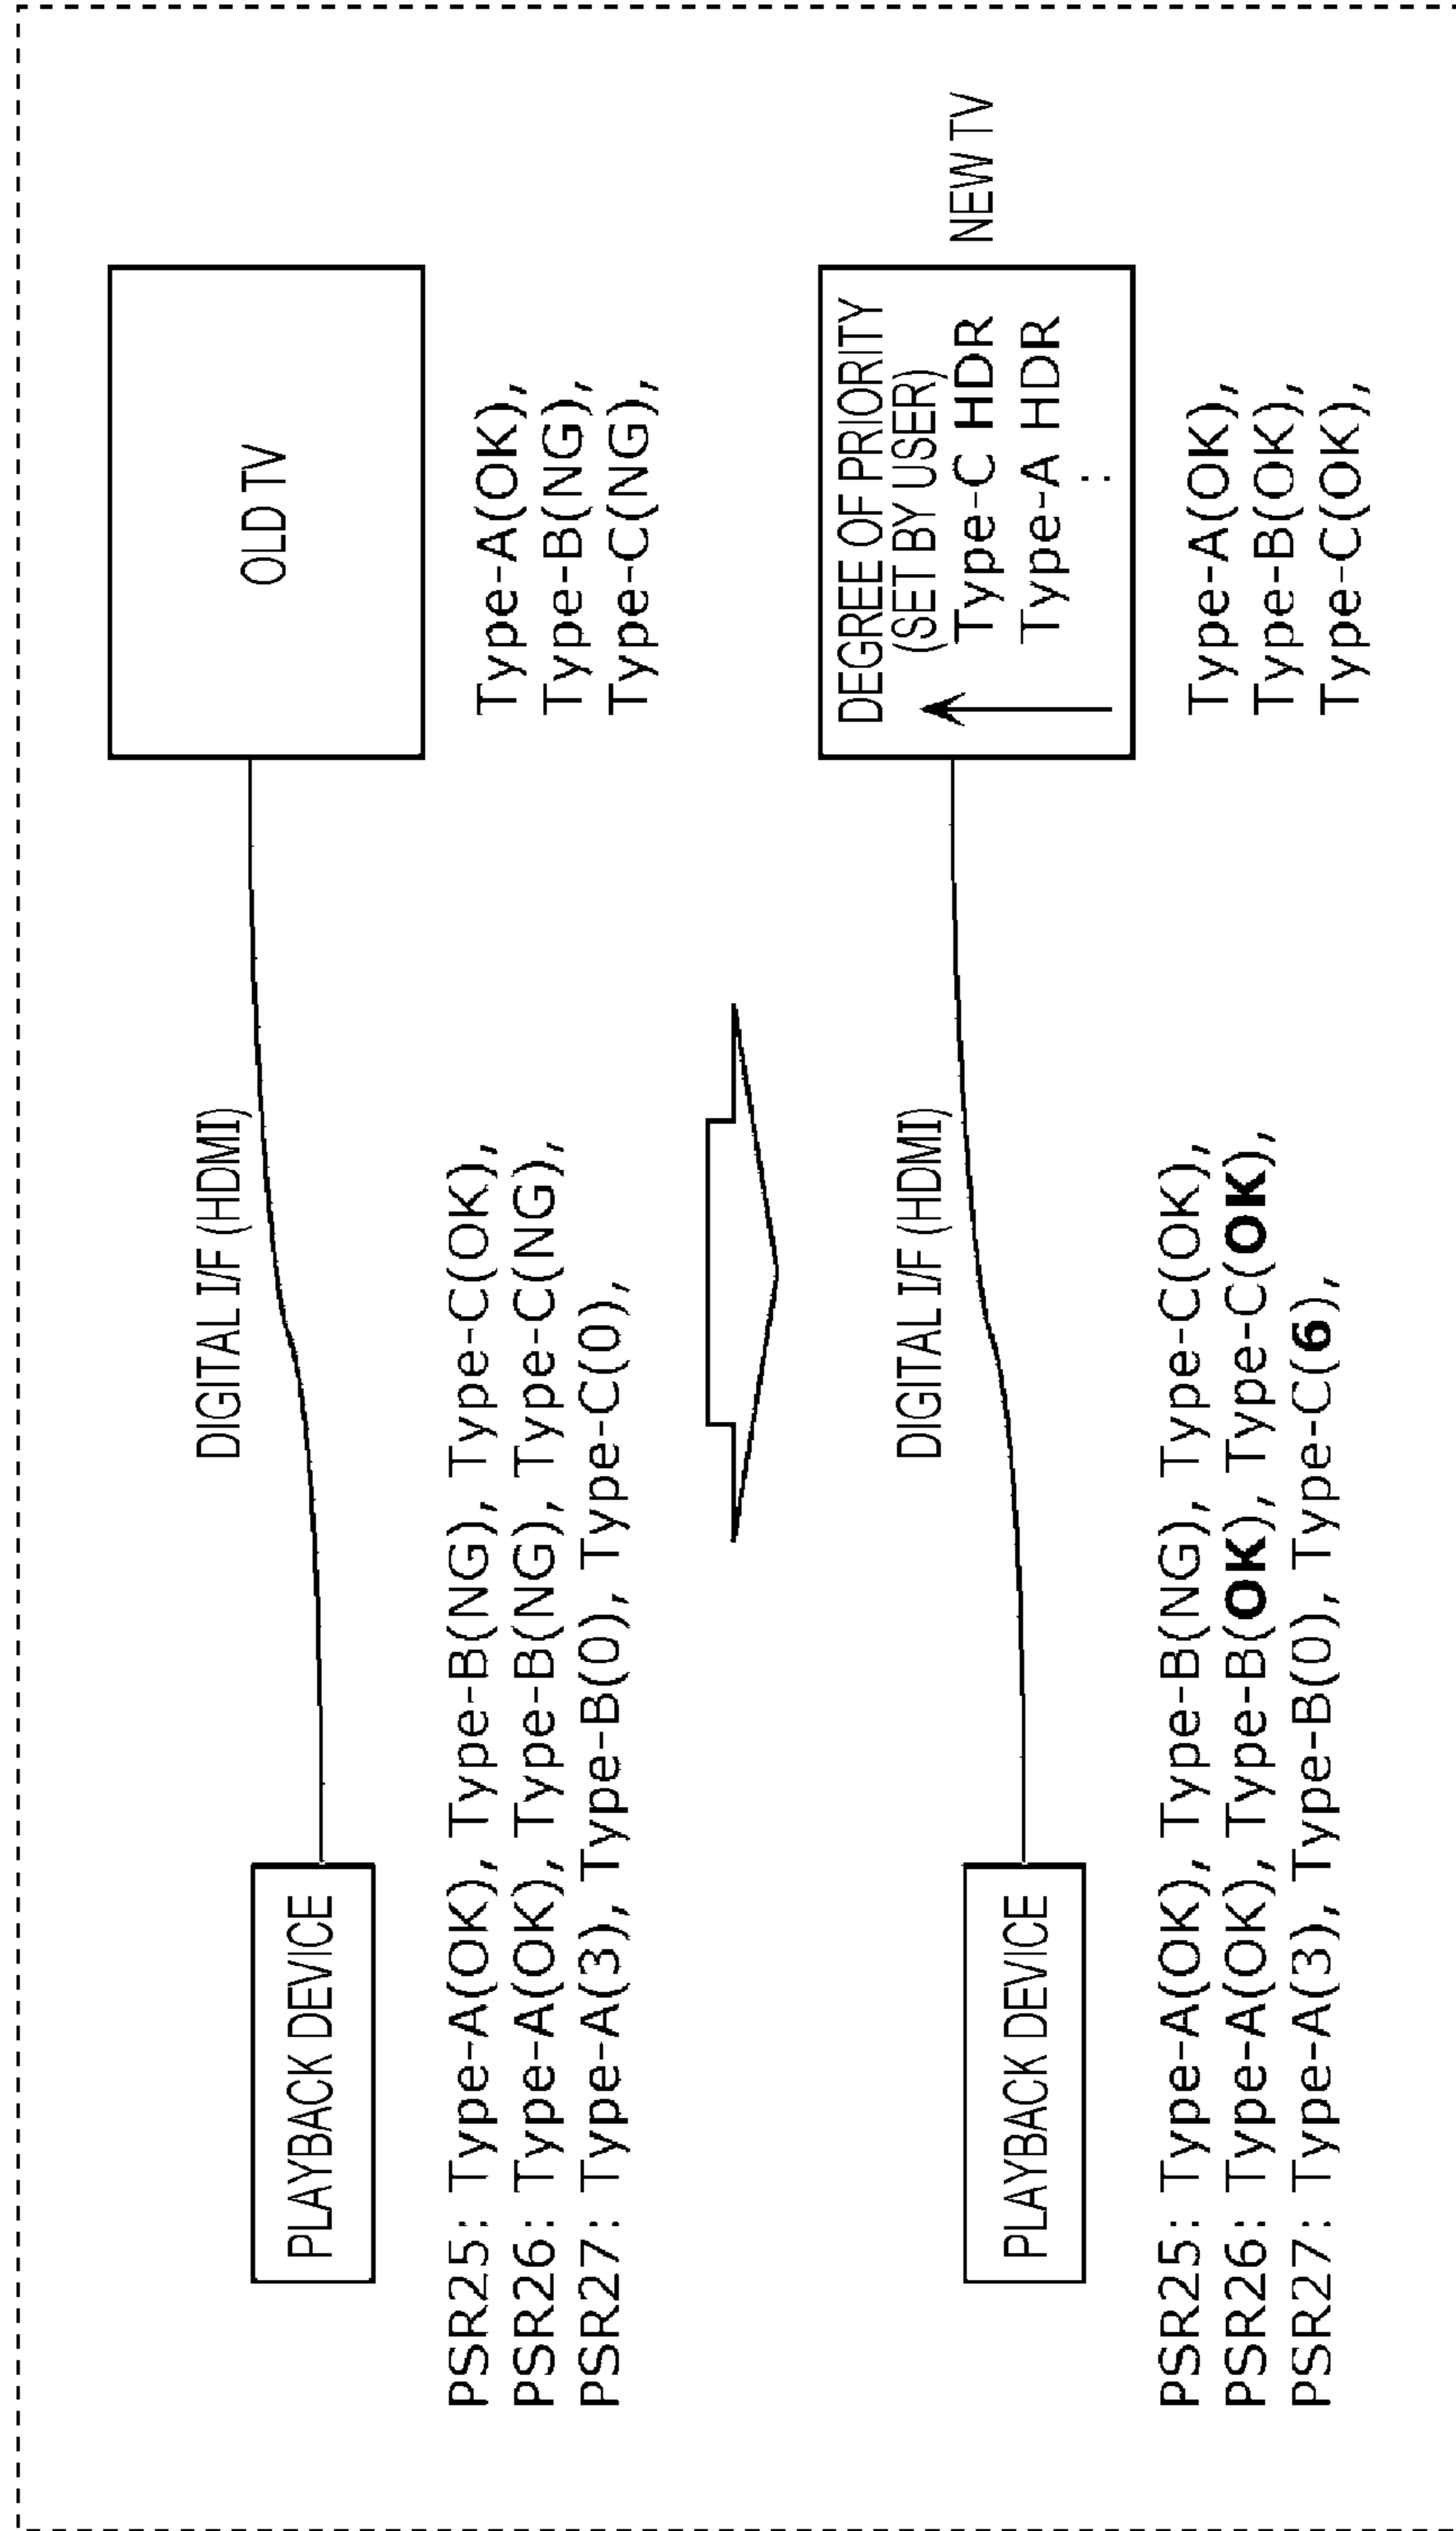 OLD TV
DIGITAL I/F (HDMI)
PLAYBACK DEVICE
Type-A(OK),
Type-B(NG),
Type-C(NG),
PSR25: Type-A(OK), Type-B(NG), Type-C(OK),
PSR26: Type-A(OK), Type-B(NG), Type-C(NG),
PSR27: Type-A(3), Type-B(0), Type-C(0),
NEW TV
DEGREE OF PRIORITY
(SET BY USER)
Type-C HDR
Type-A HDR
:
DIGITAL I/F (HDMI)
PLAYBACK DEVICE
Type-A(OK),
Type-B(OK),
Type-C(OK),
PSR25: Type-A(OK), Type-B(NG), Type-C(OK),
PSR26: Type-A(OK), Type-B(OK), Type-C(OK),
PSR27: Type-A(3), Type-B(0), Type-C(6),